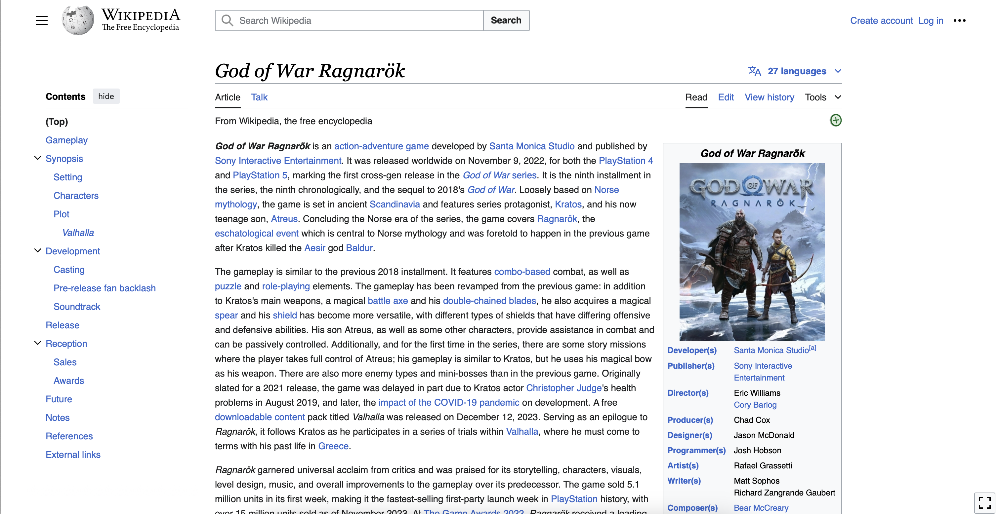 WIKIPEDIA
The Free Encyclopedia
Search Wikipedia
Search
Create account
Log in
God of War Ragnarök
27 languages
Contents
hide
(Top)
Gameplay
Synopsis
Setting
Characters
Plot
Valhalla
Development
Casting
Pre-release fan backlash
Soundtrack
Release
Reception
Sales
Awards
Future
Notes
References
External links
Article
Talk
Read
Edit
View history
Tools
From Wikipedia, the free encyclopedia
God of War Ragnarök is an action-adventure game developed by Santa Monica Studio and published by
Sony Interactive Entertainment. It was released worldwide on November 9, 2022, for both the PlayStation 4
and PlayStation 5, marking the first cross-gen release in the God of War series. It is the ninth installment in
the series, the ninth chronologically, and the sequel to 2018's God of War. Loosely based on Norse
mythology, the game is set in ancient Scandinavia and features series protagonist, Kratos, and his now
teenage son, Atreus. Concluding the Norse era of the series, the game covers Ragnarök, the
eschatological event which is central to Norse mythology and was foretold to happen in the previous game
after Kratos killed the Aesir god Baldur.
The gameplay is similar to the previous 2018 installment. It features combo-based combat, as well as
puzzle and role-playing elements. The gameplay has been revamped from the previous game: in addition
to Kratos's main weapons, a magical battle axe and his double-chained blades, he also acquires a magical
spear and his shield has become more versatile, with different types of shields that have differing offensive
and defensive abilities. His son Atreus, as well as some other characters, provide assistance in combat and
can be passively controlled. Additionally, and for the first time in the series, there are some story missions
where the player takes full control of Atreus; his gameplay is similar to Kratos, but he uses his magical bow
as his weapon. There are also more enemy types and mini-bosses than in the previous game. Originally
slated for a 2021 release, the game was delayed in part due to Kratos actor Christopher Judge's health
problems in August 2019, and later, the impact of the COVID-19 pandemic on development. A free
downloadable content pack titled Valhalla was released on December 12, 2023. Serving as an epilogue to
Ragnarök, it follows Kratos as he participates in a series of trials within Valhalla, where he must come to
terms with his past life in Greece.
Ragnarök garnered universal acclaim from critics and was praised for its storytelling, characters, visuals,
level design, music, and overall improvements to the gameplay over its predecessor. The game sold 5.1
million units in its first week, making it the fastest-selling first-party launch week in PlayStation history, with
over 15 million units sold as of November 2023. At The Game Awards 2022, Ragnarök received a leading
God of War Ragnarök
GOD OF WAR
RAGNARÖK
Developer(s) Santa Monica Studio[a]
Publisher(s) Sony Interactive
Entertainment
Director(s) Eric Williams
Cory Barlog
Producer(s) Chad Cox
Designer(s) Jason McDonald
Programmer(s) Josh Hobson
Artist(s) Rafael Grassetti
Writer(s) Matt Sophos
Richard Zangrande Gaubert
Composer(s) Bear McCreary